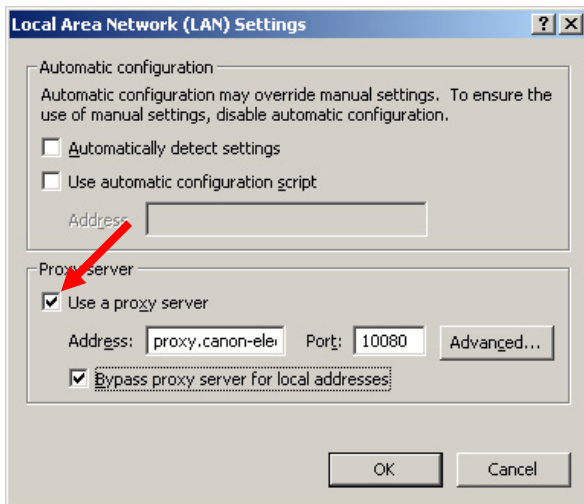 Local Area Network (LAN) Settings
Automatic configuration
Automatic configuration may override manual settings. To ensure the
use of manual settings, disable automatic configuration.
Automatically detect settings
Use automatic configuration script
Address
Proxy server
Use a proxy server
Address: proxy.canon-ele Port: 10080 Advanced...
Bypass proxy server for local addresses
OK Cancel